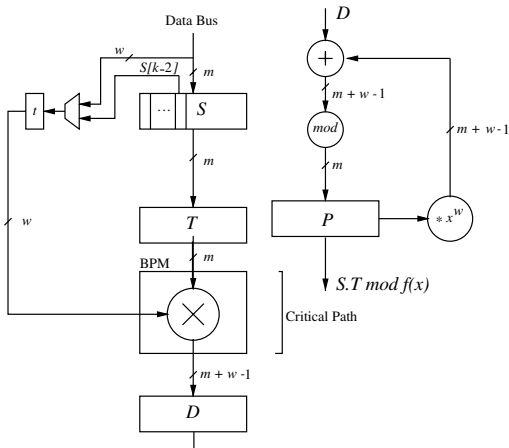 Data Bus
w
S[k-2]
m
t
...
S
m
w
T
BPM
m
Critical Path
m + w -1
D
D
+
m + w -1
mod
m + w -1
m
P
* x^w
S.T mod f(x)